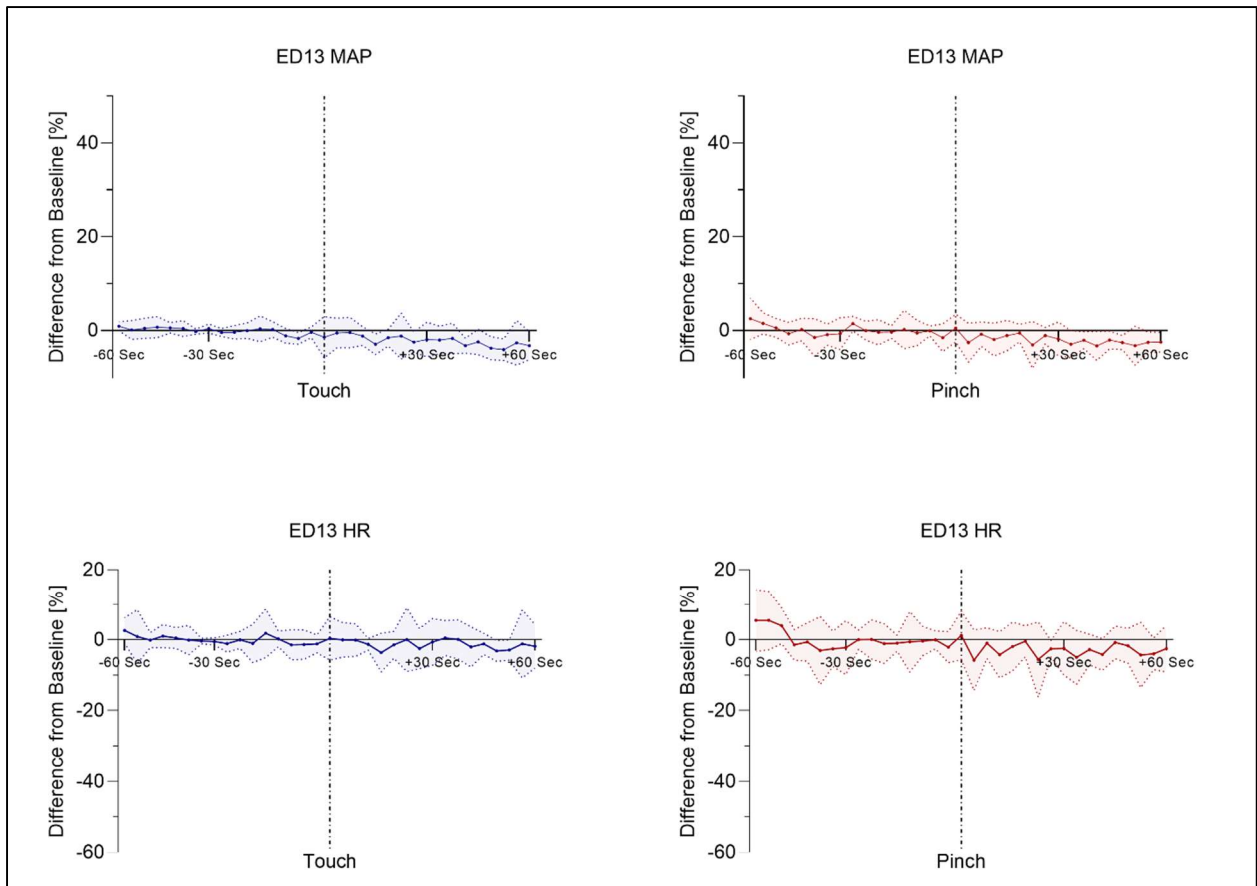 ED13 MAP
Difference from Baseline [%]
40
20
0
-60 Sec
-30 Sec
+30 Sec
+60 Sec
Touch
ED13 MAP
Difference from Baseline [%]
40
20
0
-60 Sec
-30 Sec
+30 Sec
+60 Sec
Pinch
ED13 HR
Difference from Baseline [%]
20
0
-20
-40
-60
-60 Sec
-30 Sec
+30 Sec
+60 Sec
Touch
ED13 HR
Difference from Baseline [%]
20
0
-20
-40
-60
-60 Sec
-30 Sec
+30 Sec
+60 Sec
Pinch